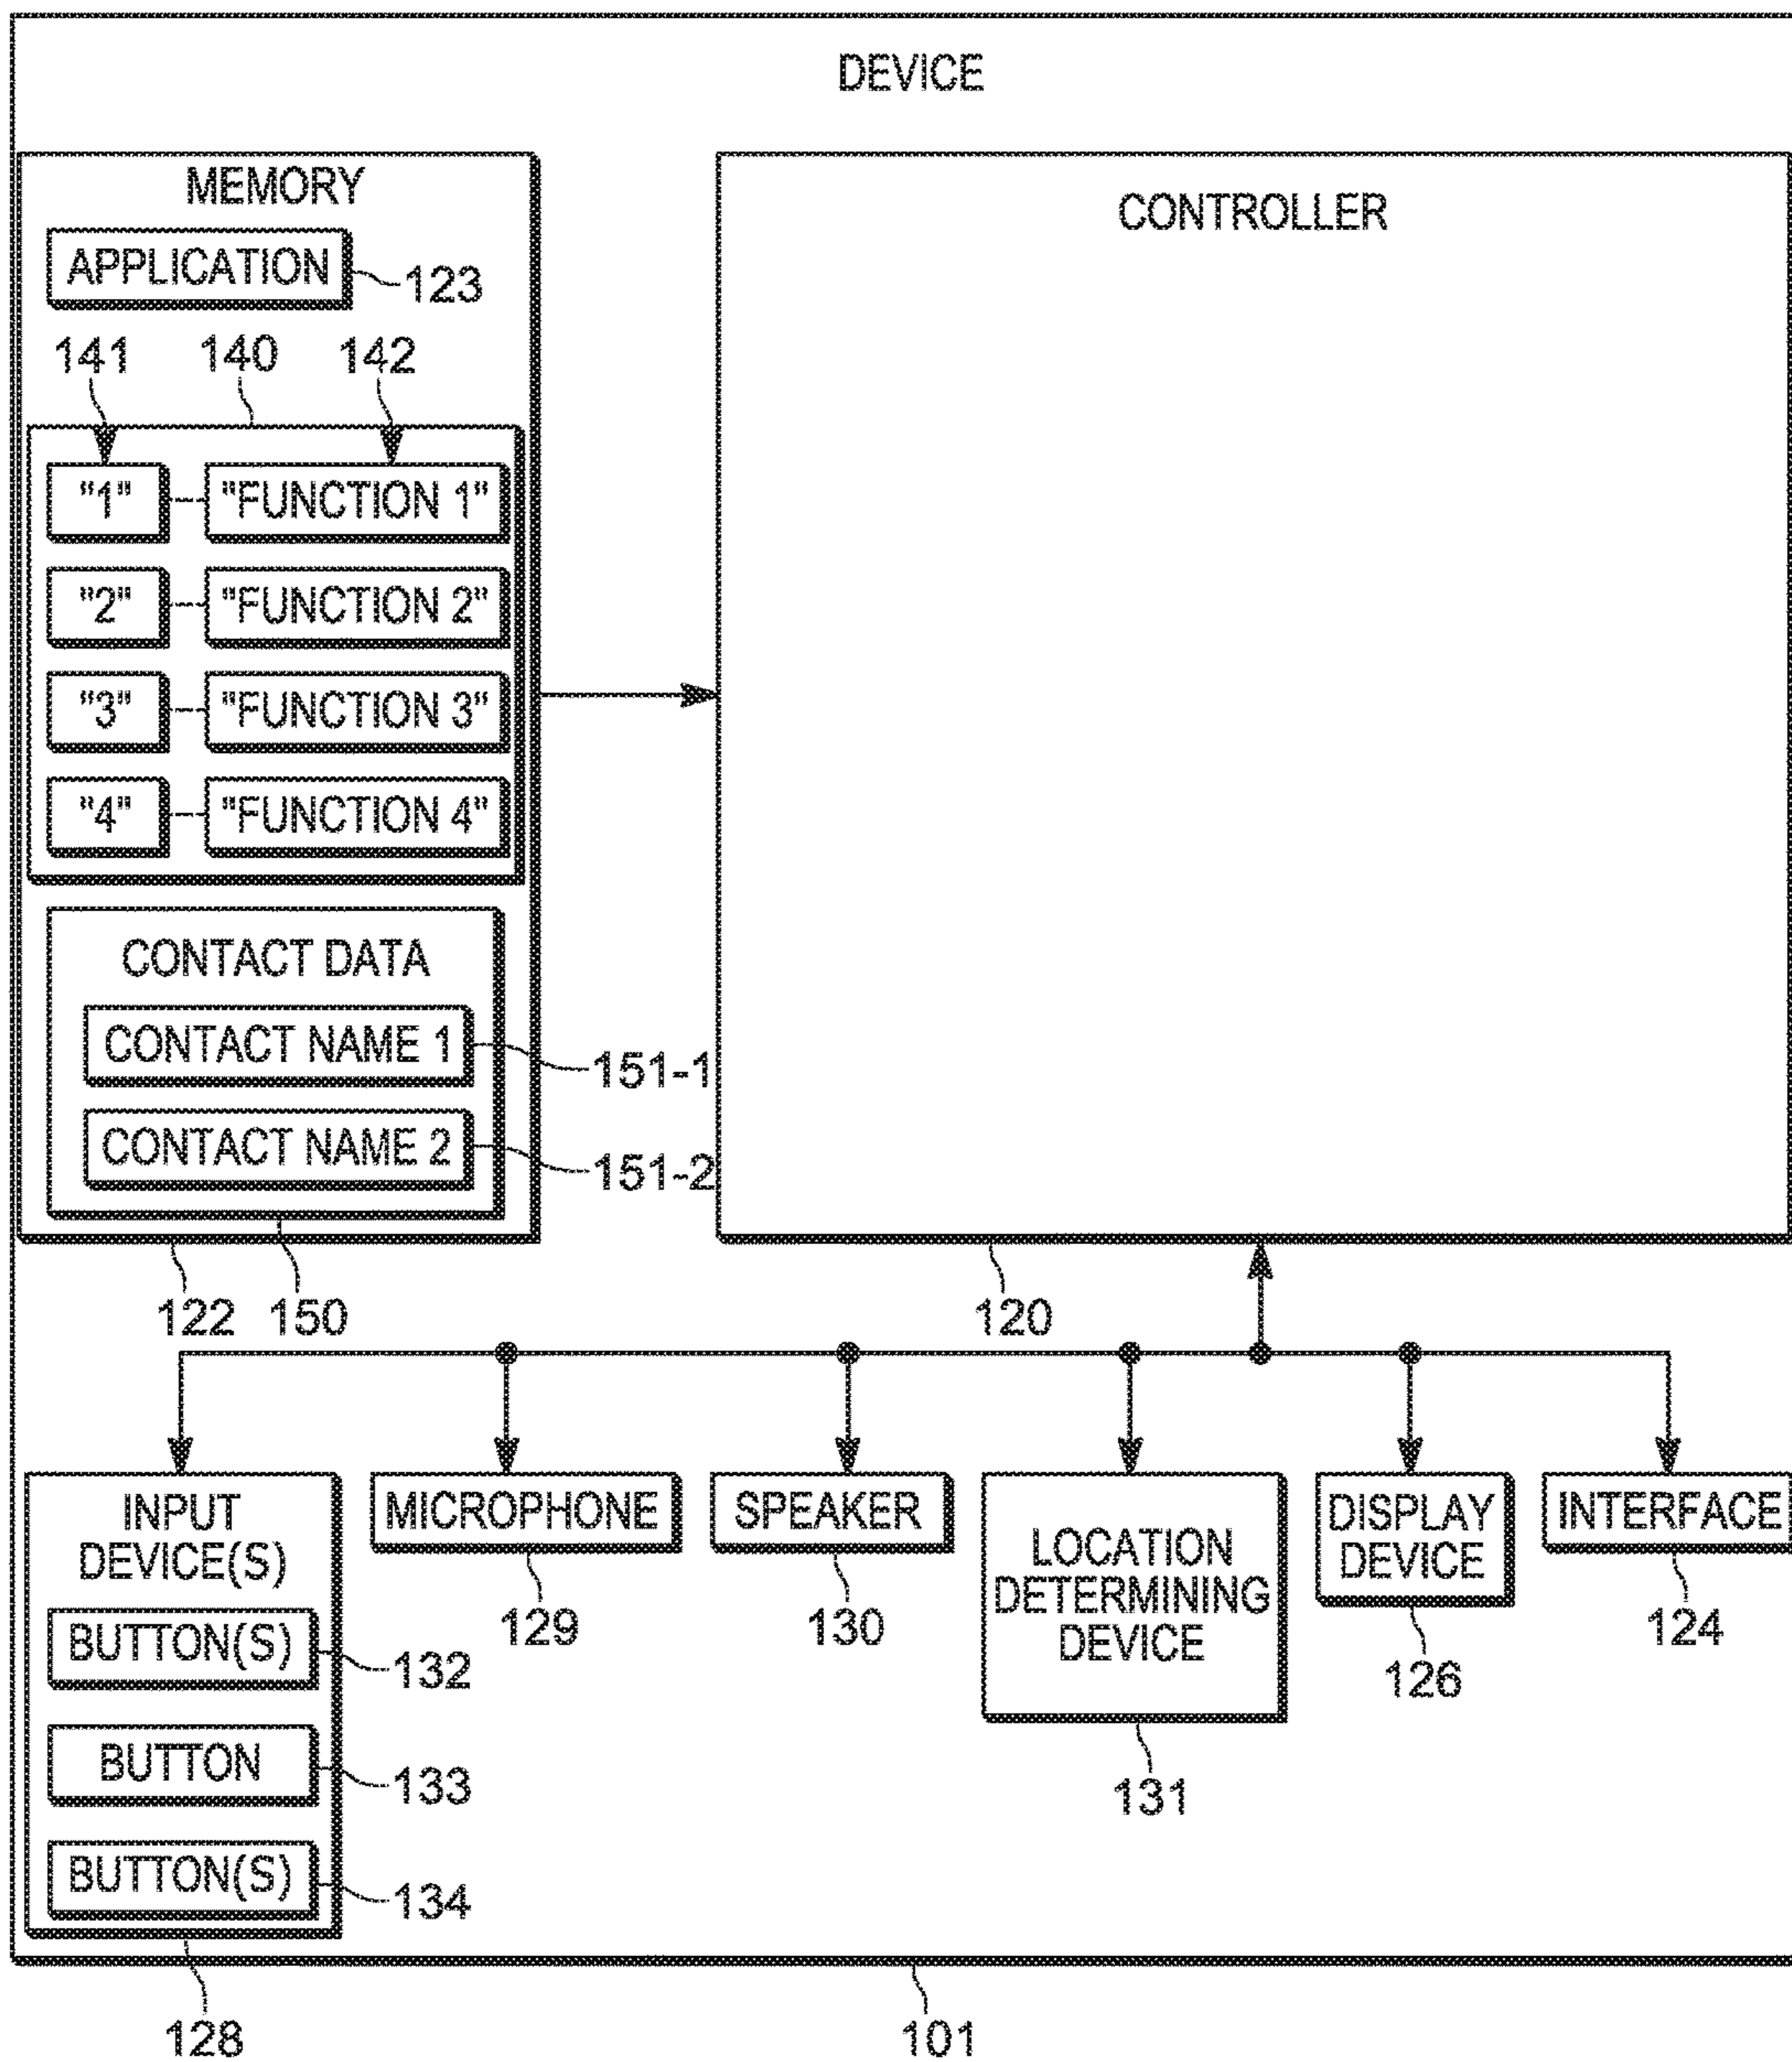 DEVICE
MEMORY
APPLICATION
123
141
140
142
"1"
"FUNCTION 1"
"2"
"FUNCTION 2"
"3"
"FUNCTION 3"
"4"
"FUNCTION 4"
CONTACT DATA
CONTACT NAME 1
151-1
CONTACT NAME 2
151-2
122
150
CONTROLLER
120
INPUT
DEVICE(S)
BUTTON(S)
132
BUTTON
133
BUTTON(S)
134
128
MICROPHONE
129
SPEAKER
130
LOCATION
DETERMINING
DEVICE
131
DISPLAY
DEVICE
126
INTERFACE
124
101